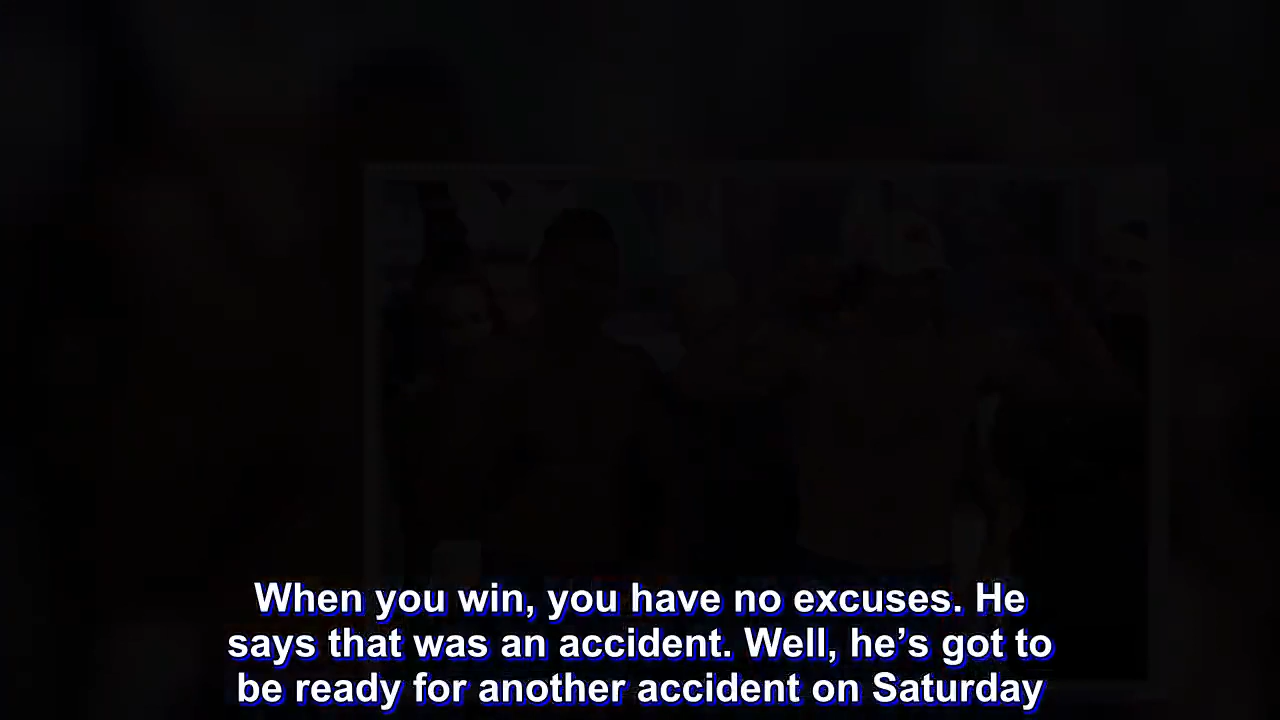 When you win, you have no excuses. He
says that was an accident. Well, he’s got to
be ready for another accident on Saturday